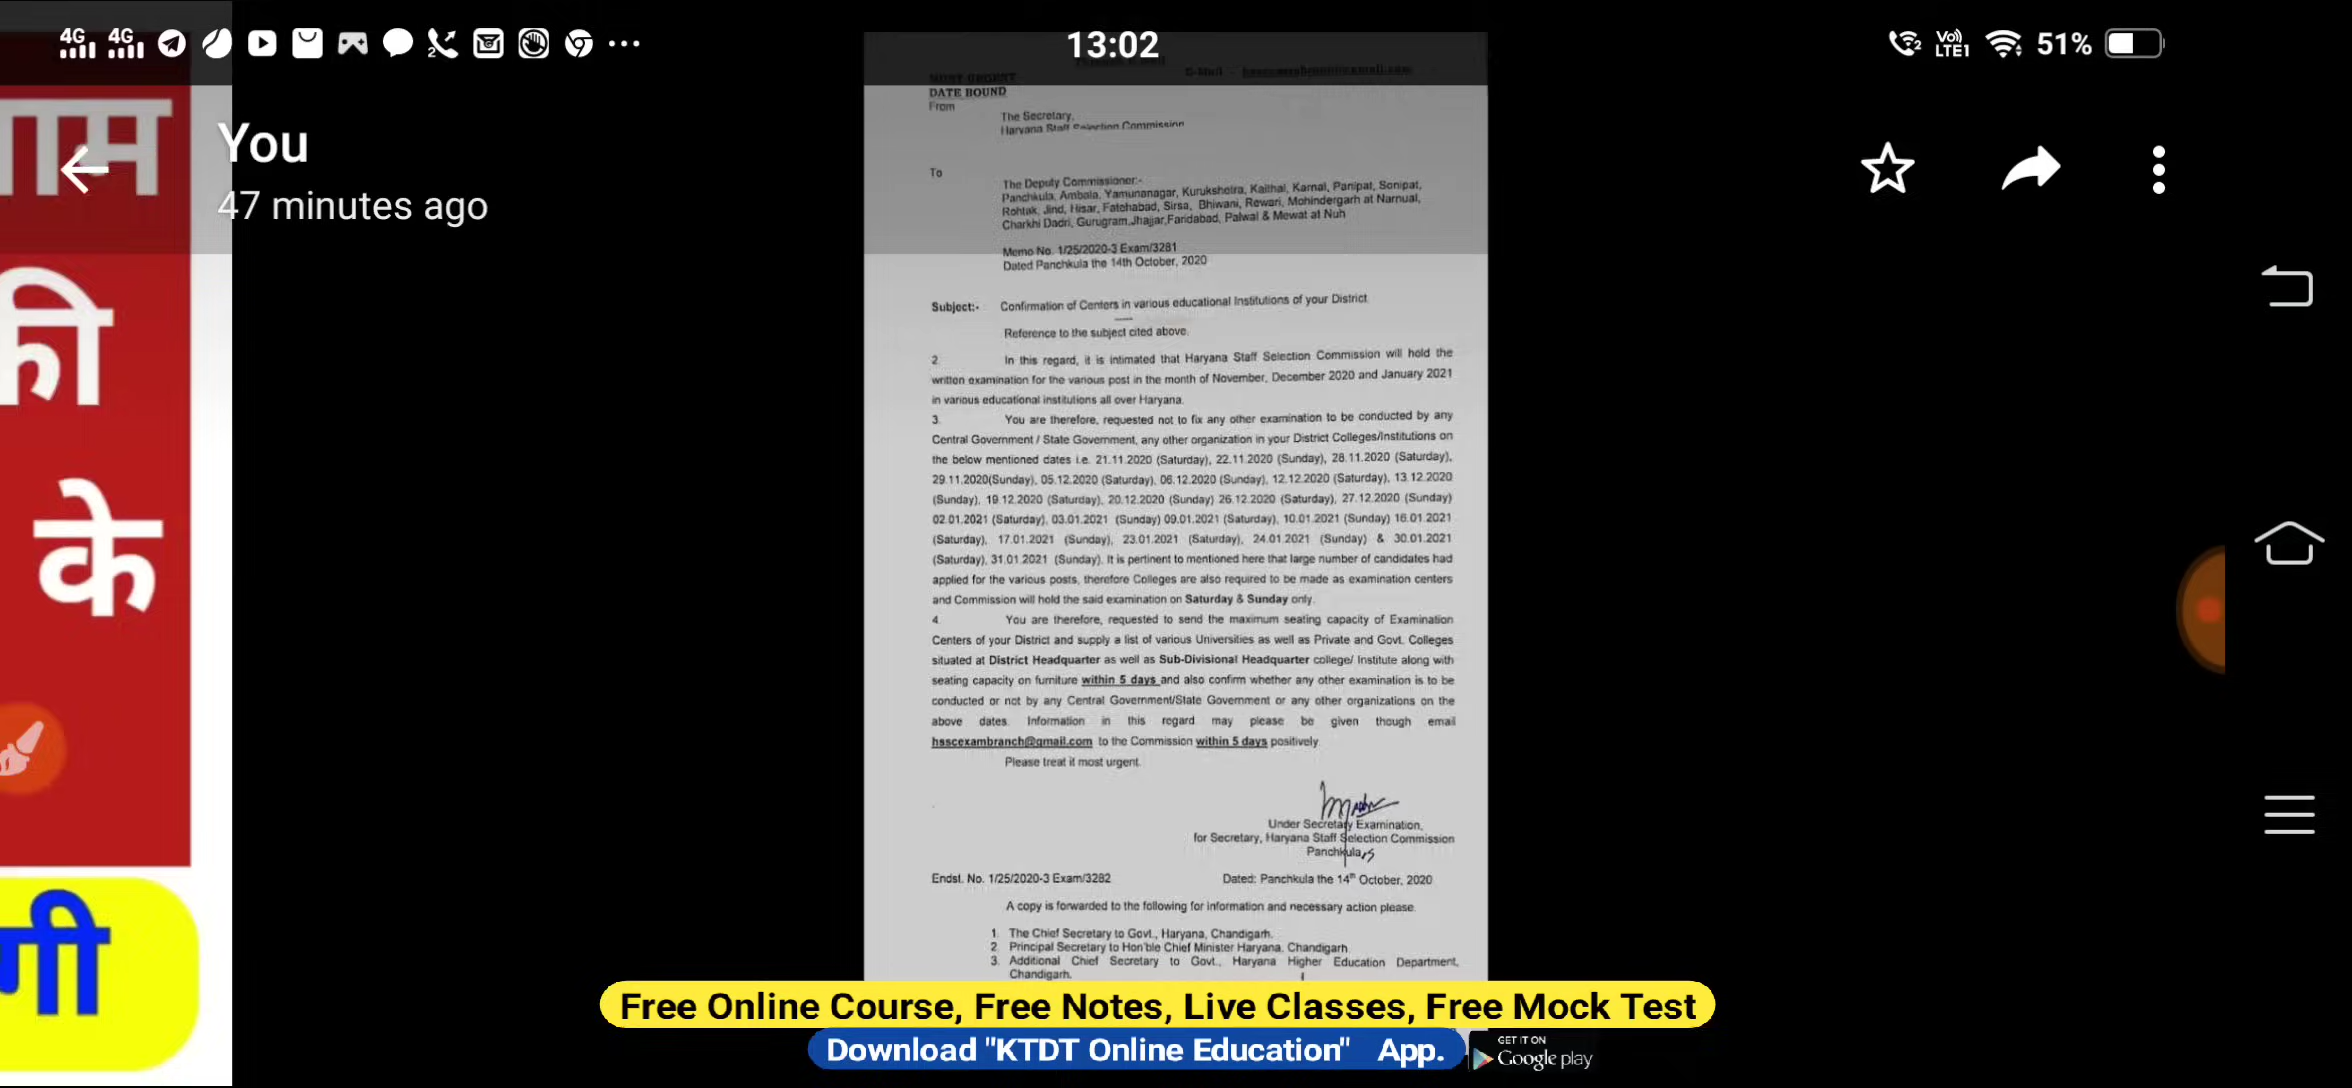 4G 4G
13:02
VoI) LTE1
51%
You
47 minutes ago
ाम
की
के
गी
MOST URGENT
DATE BOUND
E-Mail - hsscexambranch@gmail.com
From
The Secretary,
Haryana Staff Selection Commission
To
The Deputy Commissioner:-
Panchkula, Ambala, Yamunanagar, Kurukshetra, Kaithal, Karnal, Panipat, Sonipat,
Rohtak, Jind, Hisar, Fatehabad, Sirsa, Bhiwani, Rewari, Mohindergarh at Narnual,
Charkhi Dadri, Gurugram,Jhajjar,Faridabad, Palwal & Mewat at Nuh
Memo No. 1/25/2020-3 Exam/3281
Dated Panchkula the 14th October, 2020
Subject:- Confirmation of Centers in various educational Institutions of your District.
Reference to the subject cited above.
2. In this regard, it is intimated that Haryana Staff Selection Commission will hold the
written examination for the various post in the month of November, December 2020 and January 2021
in various educational institutions all over Haryana.
3. You are therefore, requested not to fix any other examination to be conducted by any
Central Government / State Government, any other organization in your District Colleges/Institutions on
the below mentioned dates i.e. 21.11.2020 (Saturday), 22.11.2020 (Sunday), 28.11.2020 (Saturday),
29.11.2020(Sunday), 05.12.2020 (Saturday), 06.12.2020 (Sunday), 12.12.2020 (Saturday), 13.12.2020
(Sunday), 19.12.2020 (Saturday), 20.12.2020 (Sunday) 26.12.2020 (Saturday), 27.12.2020 (Sunday)
02.01.2021 (Saturday), 03.01.2021 (Sunday) 09.01.2021 (Saturday), 10.01.2021 (Sunday) 16.01.2021
(Saturday), 17.01.2021 (Sunday), 23.01.2021 (Saturday), 24.01.2021 (Sunday) & 30.01.2021
(Saturday), 31.01.2021 (Sunday). It is pertinent to mentioned here that large number of candidates had
applied for the various posts, therefore Colleges are also required to be made as examination centers
and Commission will hold the said examination on Saturday & Sunday only.
4. You are therefore, requested to send the maximum seating capacity of Examination
Centers of your District and supply a list of various Universities as well as Private and Govt. Colleges
situated at District Headquarter as well as Sub-Divisional Headquarter college/ Institute along with
seating capacity on furniture within 5 days and also confirm whether any other examination is to be
conducted or not by any Central Government/State Government or any other organizations on the
above dates. Information in this regard may please be given though email
hsscexambranch@gmail.com to the Commission within 5 days positively.
Please treat it most urgent.
Under Secretary Examination,
for Secretary, Haryana Staff Selection Commission
Panchkula
Endst. No. 1/25/2020-3 Exam/3282 Dated: Panchkula the 14th October, 2020
A copy is forwarded to the following for information and necessary action please.
1. The Chief Secretary to Govt., Haryana, Chandigarh.
2. Principal Secretary to Hon'ble Chief Minister Haryana, Chandigarh
3. Additional Chief Secretary to Govt., Haryana Higher Education Department,
Chandigarh.
Free Online Course, Free Notes, Live Classes, Free Mock Test
Download "KTDT Online Education" App.
GET IT ON
Google play